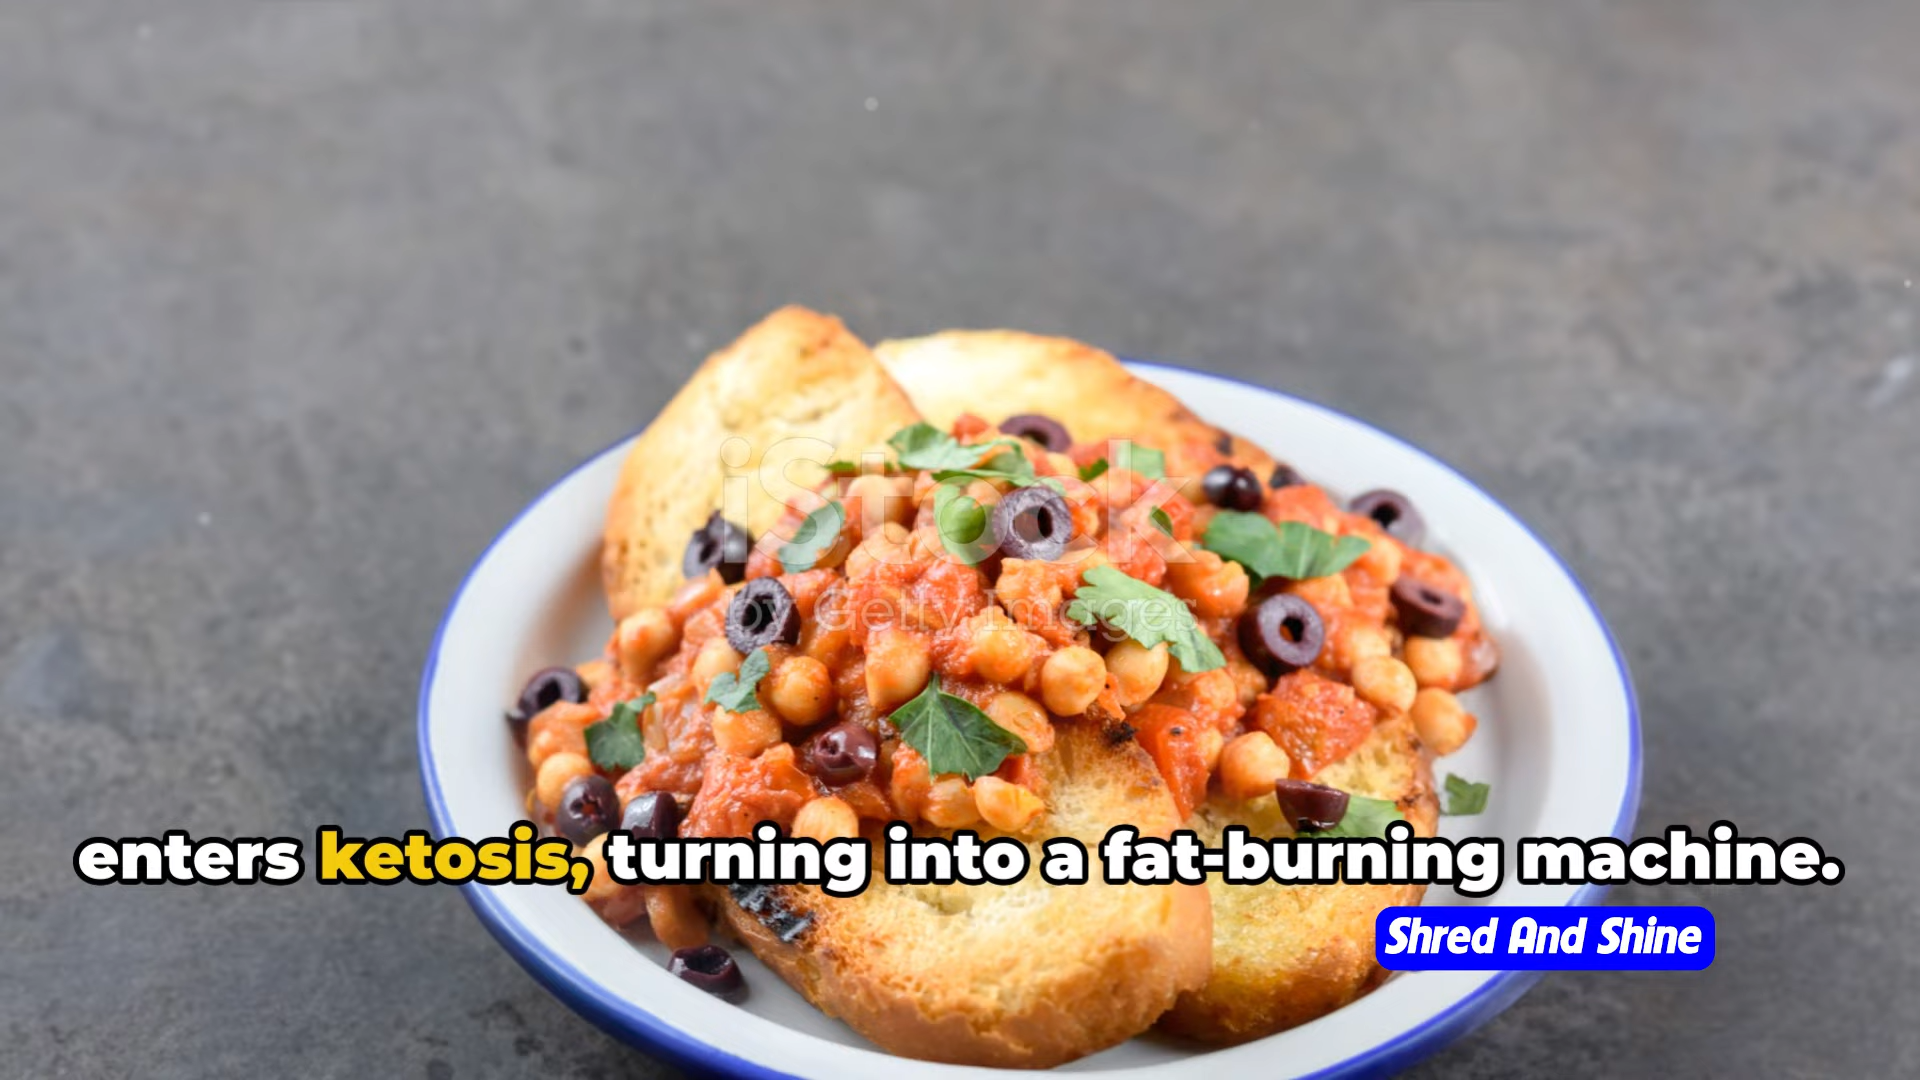 iStock
by Getty Images
enters ketosis, turning into a fat-burning machine.
Shred And Shine